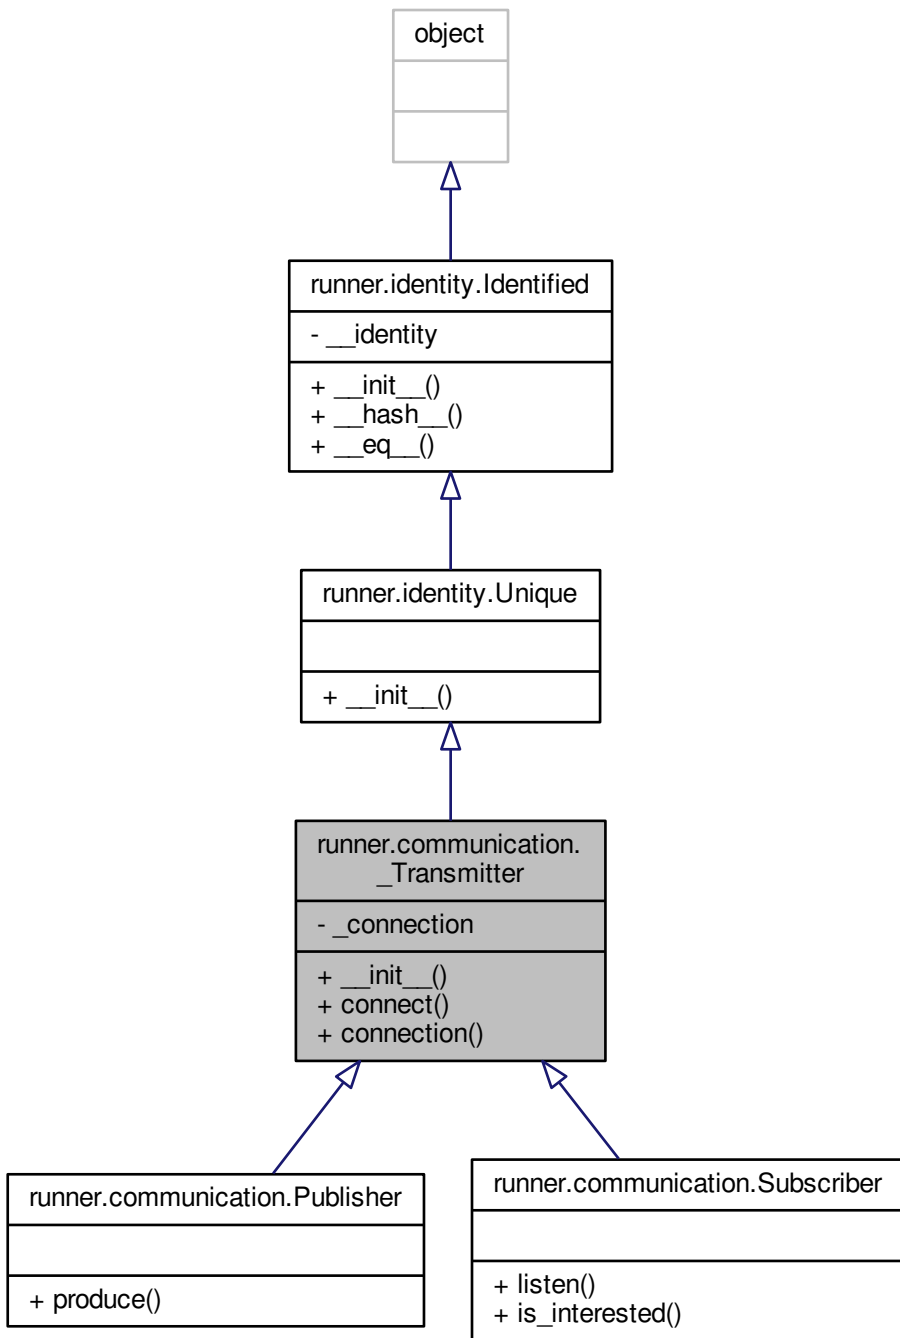 object
runner.identity.Identified
- __identity
+ __init__()
+ __hash__()
+ __eq__()
runner.identity.Unique
+ __init__()
runner.communication.
_Transmitter
- _connection
+ __init__()
+ connect()
+ connection()
runner.communication.Publisher
+ produce()
runner.communication.Subscriber
+ listen()
+ is_interested()